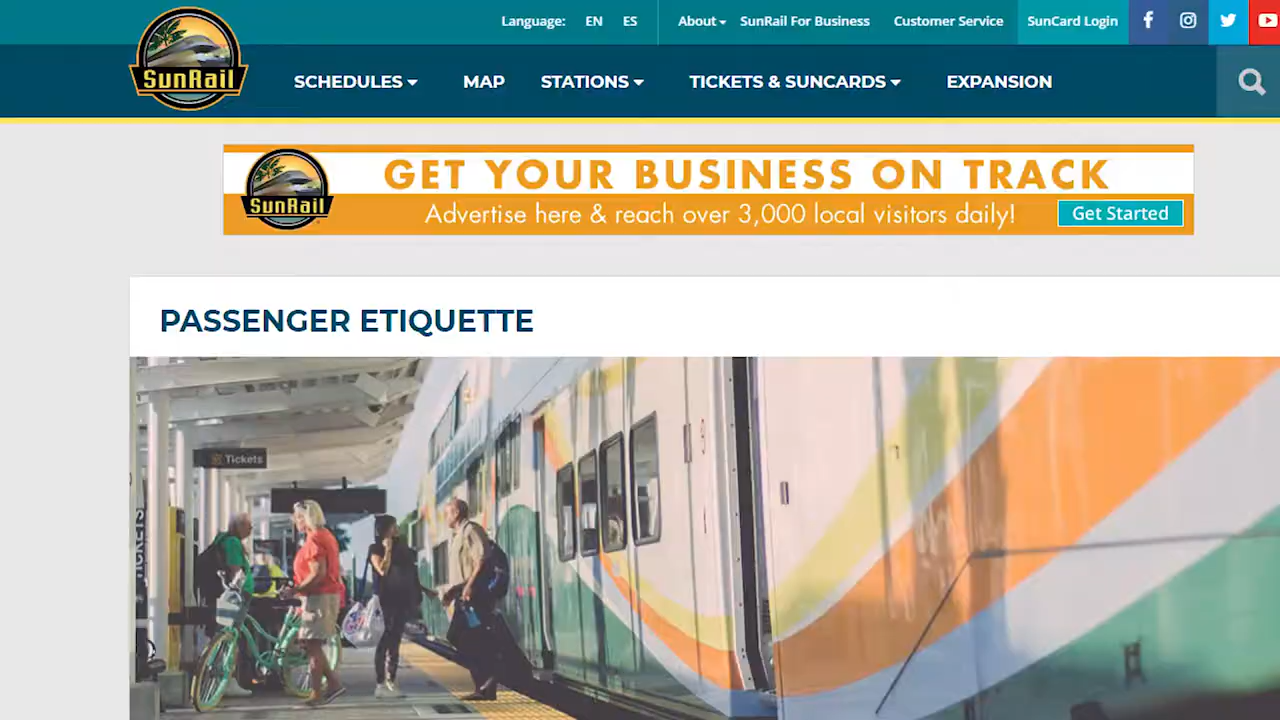 Language: EN ES About SunRail For Business Customer Service SunCard Login
SunRail
SCHEDULES MAP STATIONS TICKETS & SUNCARDS EXPANSION
GET YOUR BUSINESS ON TRACK
SunRail
Advertise here & reach over 3,000 local visitors daily!
Get Started
PASSENGER ETIQUETTE
Tickets
TICKETS